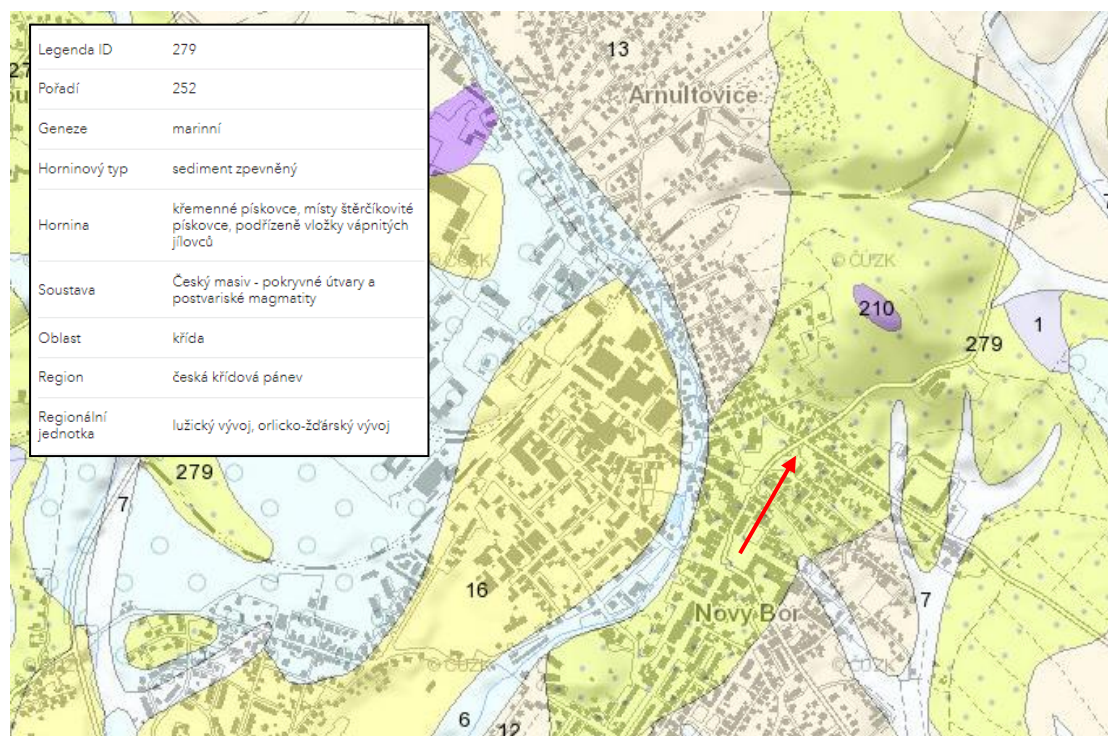 Legenda ID 279
Pořadí 252
Geneze marinní
Horninový typ sediment zpevněný
Hornina křemenné pískovce, místy štěrčíkovité
pískovce, podřízeně vložky vápnitých
jílovců
Soustava Český masiv - pokryvné útvary a
postvariské magmatity
Oblast křída
Region česká křídová pánev
Regionální
jednotka lužický vývoj, orlicko-žďárský vývoj
13
Arnultovice
© ČÚZK
210
1
279
279
7
16
Nový Bor
7
© ČÚZK
© ČÚZK
6
12